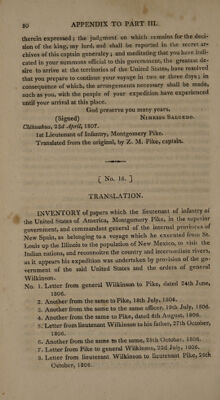 80 APPENDIX TO PART III.
therein expressed; the judgment on which remains for the deci-
sion of the king, my lord, and shall be reported in the secret ar-
chives of this captain generalcy; and meditating that you have indi-
cated in your summons official to this government, the greatest de-
sire to arrive at the territories of the United States, have resolved
that you prepare to continue your voyage in two or three days; in
consequence of which, the arrangements necessary shall be made,
such as you, with the people of your expedition have experienced
until your arrival at this place.
God preserve you many years.
(Signed) Nimesio Salcedo.
Chihuahua, 23d April, 1807.
1st Lieutenant of Infantry, Montgomery Pike.
Translated from the original, by Z. M. Pike, captain.
[ No. 16. ]
TRANSLATION.
INVENTORY of papers which the lieutenant of infantry of
the United States of America, Montgomery Pike, in the superior
government, and commandant general of the internal provinces of
New Spain, as belonging to a voyage which he executed from St.
Louis up the Illinois to the population of New Mexico, to visit the
Indian nations, and reconnoitre the country and intermediate rivers,
as it appears his expedition was undertaken by provision of the go-
vernment of the said United States and the orders of general
Wilkinson.
No. 1. Letter from general Wilkinson to Pike, dated 24th June,
1806.
2. Another from the same to Pike, 18th July, 1804.
3. Another from the same to the same officer, 19th July, 1806.
4. Another from the same to Pike, dated 6th August, 1806.
5. Letter from lieutenant Wilkinson to his father, 27th October,
1806.
6. Another from the same to the same, 28th October, 1806.
7. Letter from Pike to general Wilkinson, 22d July, 1806.
8. Letter from lieutenant Wilkinson to lieutenant Pike, 26th
October, 1806.